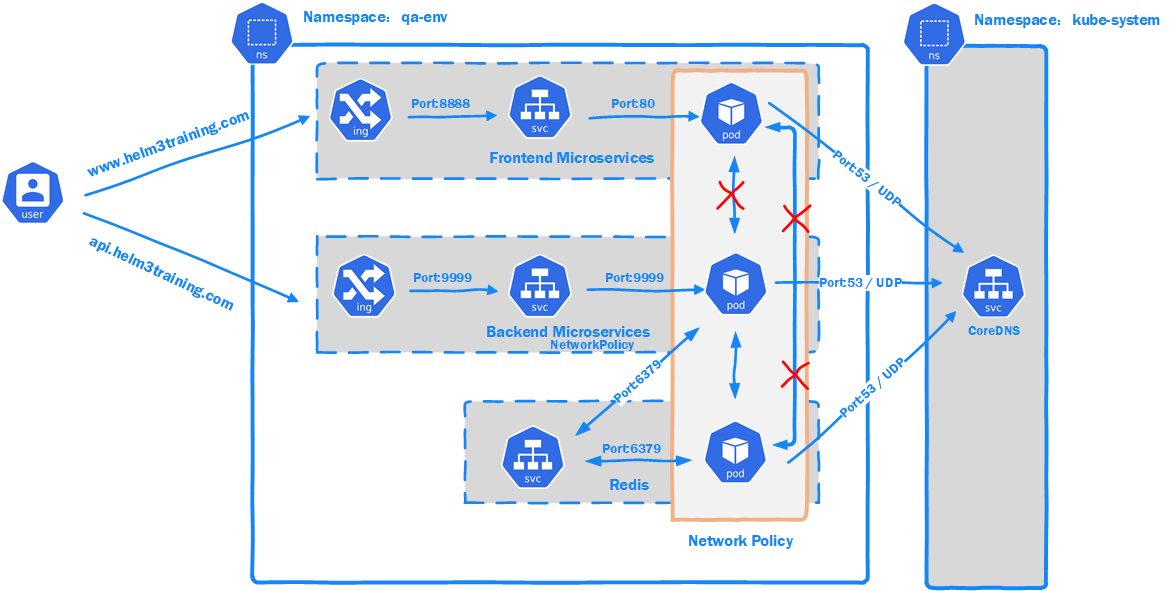 Namespace： qa-env
Namespace： kube-system
ns
ns
www.helm3training.com
Port:8888
Port:80
ing
svc
pod
Frontend Microservices
Port:53 / UDP
user
api.helm3training.com
Port:9999
Port:9999
Port:53 / UDP
ing
svc
pod
svc
Backend Microservices
NetworkPolicy
CoreDNS
Port:6379
Port:53 / UDP
Port:6379
svc
pod
Redis
Network Policy